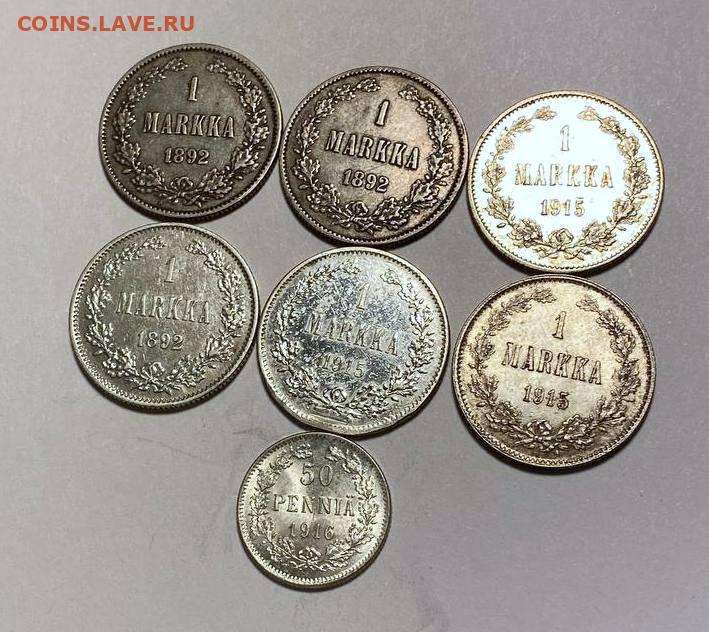 COINS.LAVE.RU
1
MARKKA
1892
1
MARKKA
1892
1
MARKKA
1915
1
MARKKA
1892
1
MARKKA
1915
1
MARKKA
1915
50
PENNIÄ
1916